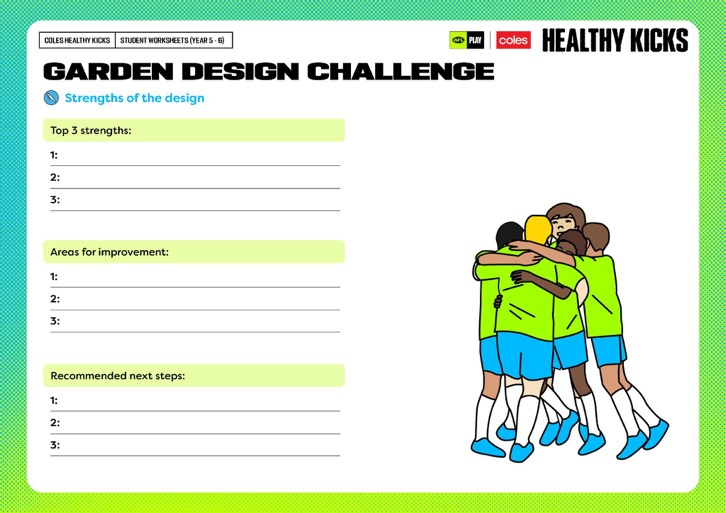 COLES HEALTHY KICKS STUDENT WORKSHEETS (YEAR 5 - 6)
AFL PLAY coles HEALTHY KICKS
GARDEN DESIGN CHALLENGE
Strengths of the design
Top 3 strengths:
1:
2:
3:
Areas for improvement:
1:
2:
3:
Recommended next steps:
1:
2:
3: